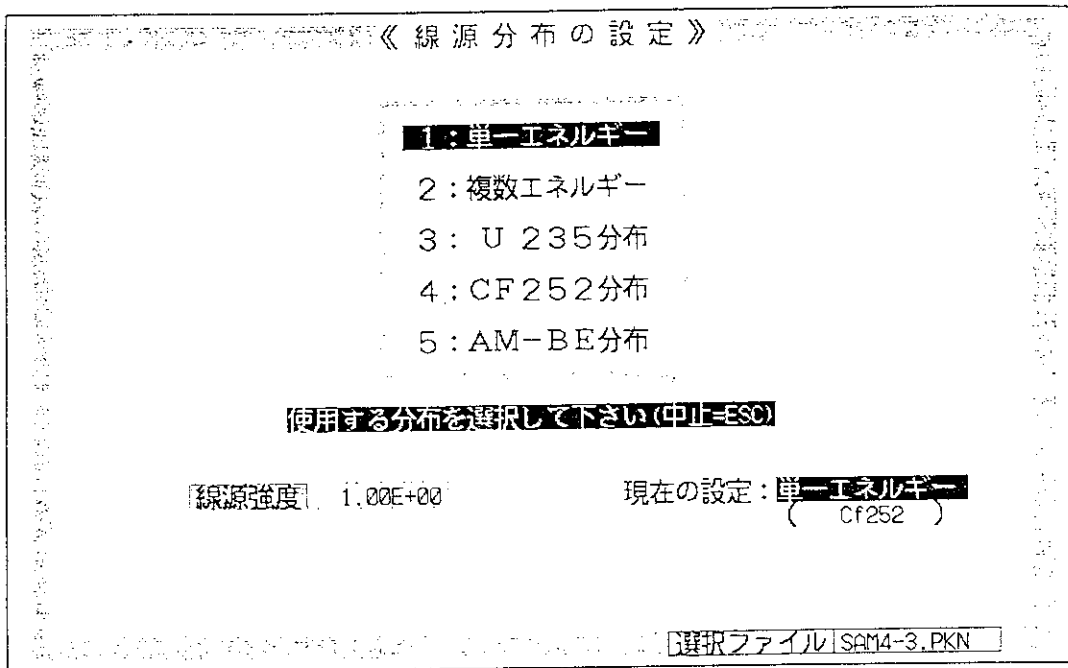 《 線 源 分 布 の 設 定 》
1：単一エネルギー
2：複数エネルギー
3： U 235分布
4：CF252分布
5：AM-BE分布
使用する分布を選択して下さい(中止=ESC)
線源強度 1.00E+00 現在の設定：単一エネルギー
( Cf252 )
選択ファイル SAM4-3.PKN